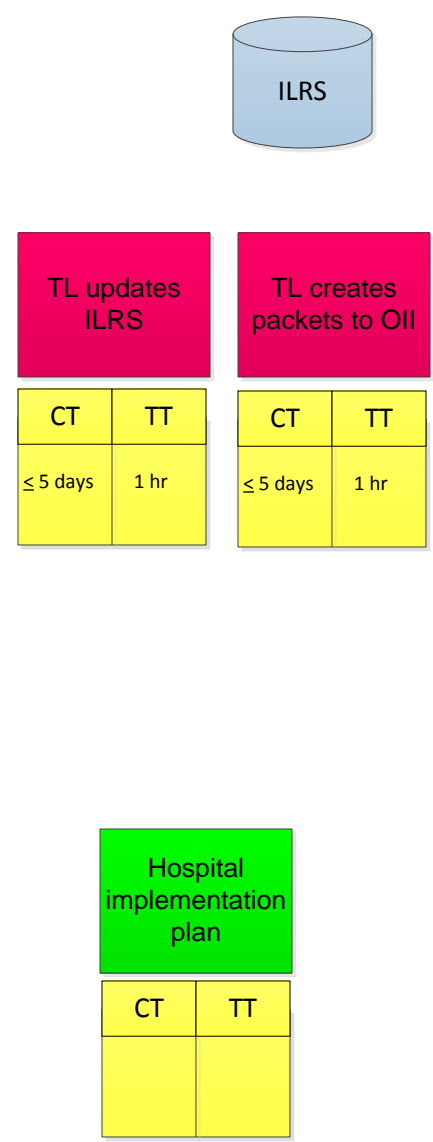 ILRS
TL updates
ILRS
TL creates
packets to OII
CT TT
CT TT
≤ 5 days 1 hr
≤ 5 days 1 hr
Hospital
implementation
plan
CT TT